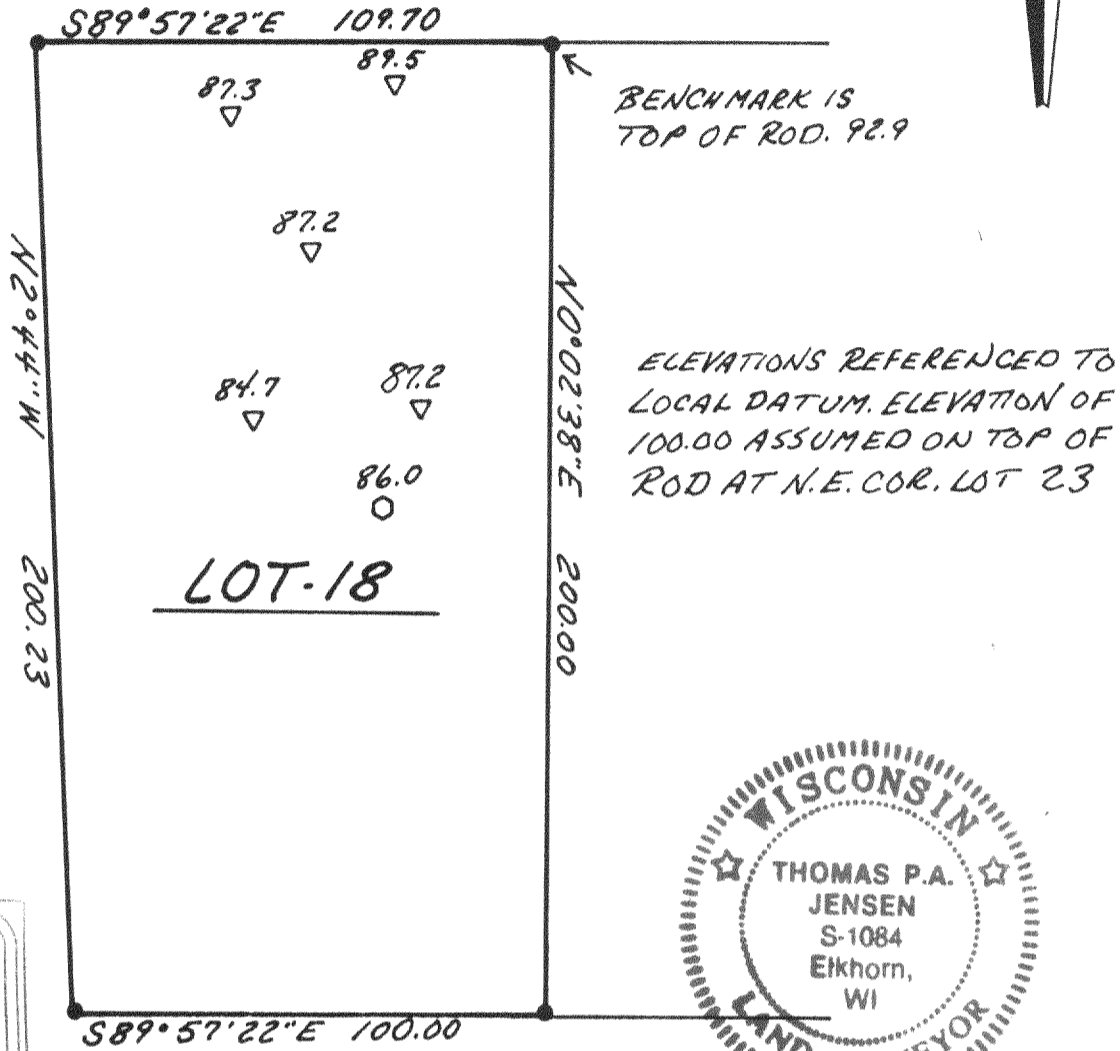 S89°57'22"E 109.70
89.5
87.3
BENCHMARK IS
TOP OF ROD. 92.9
87.2
N2°44"W
200.23
N0°02'38"E
200.00
ELEVATIONS REFERENCED TO
LOCAL DATUM. ELEVATION OF
100.00 ASSUMED ON TOP OF
ROD AT N.E. COR. LOT 23
84.7
87.2
86.0
LOT-18
WISCONSIN
THOMAS P.A.
JENSEN
S-1084
Elkhorn,
WI
LAND
S89°57'22"E 100.00